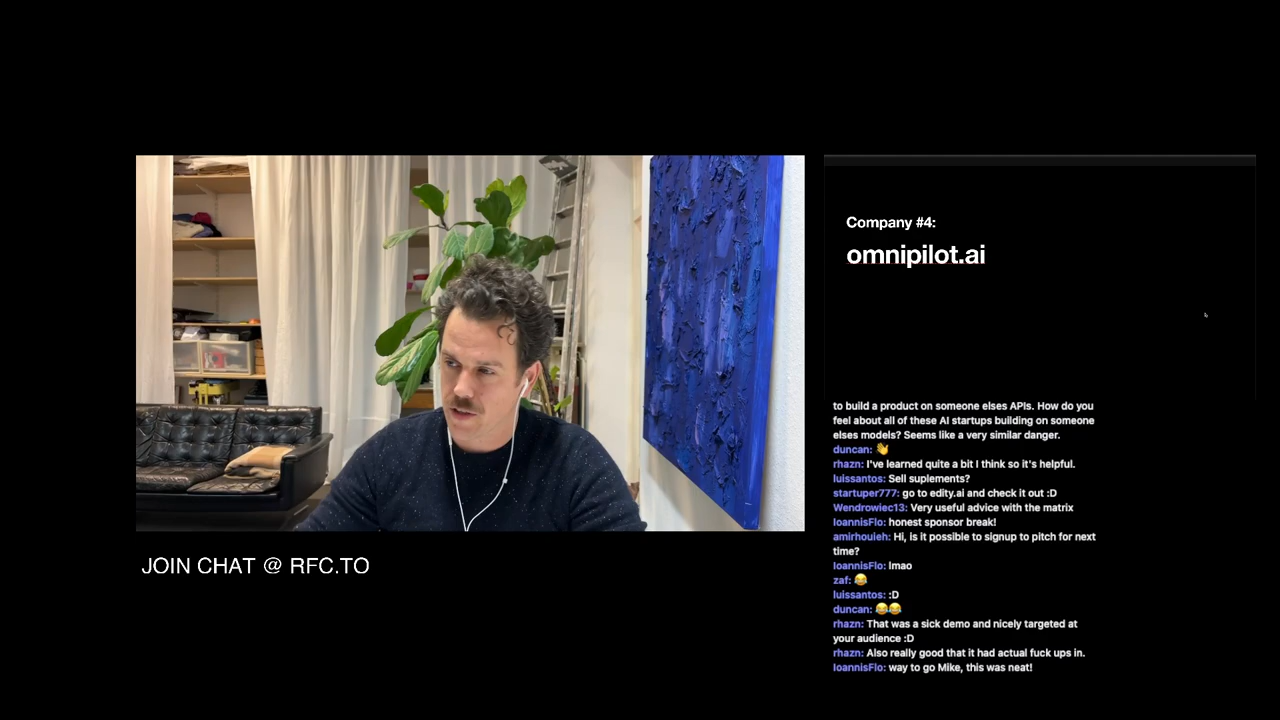 Company #4:
omnipilot.ai
to build a product on someone elses APIs. How do you
feel about all of these AI startups building on someone
elses models? Seems like a very similar danger.
duncan: 👋
rhazn: I've learned quite a bit I think so it's helpful.
luissantos: Sell suplements?
startuper777: go to edity.ai and check it out :D
Wendrowiec13: Very useful advice with the matrix
IoannisFlo: honest sponsor break!
amirhouieh: Hi, is it possible to signup to pitch for next
time?
IoannisFlo: lmao
zaf: 😂
luissantos: :D
duncan: 😂😂
rhazn: That was a sick demo and nicely targeted at
your audience :D
rhazn: Also really good that it had actual fuck ups in.
IoannisFlo: way to go Mike, this was neat!
JOIN CHAT @ RFC.TO